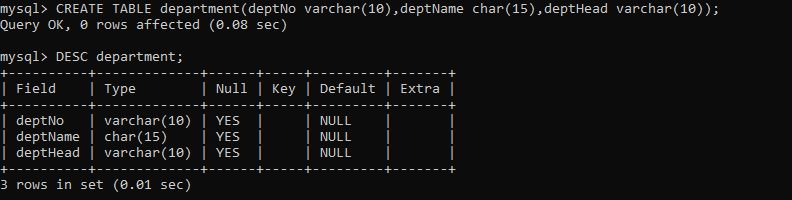 mysql> CREATE TABLE department(deptNo varchar(10),deptName char(15),deptHead varchar(10));
Query OK, 0 rows affected (0.08 sec)

mysql> DESC department;
+----------+-------------+------+-----+---------+-------+
| Field    | Type        | Null | Key | Default | Extra |
+----------+-------------+------+-----+---------+-------+
| deptNo   | varchar(10) | YES  |     | NULL    |       |
| deptName | char(15)    | YES  |     | NULL    |       |
| deptHead | varchar(10) | YES  |     | NULL    |       |
+----------+-------------+------+-----+---------+-------+
3 rows in set (0.01 sec)